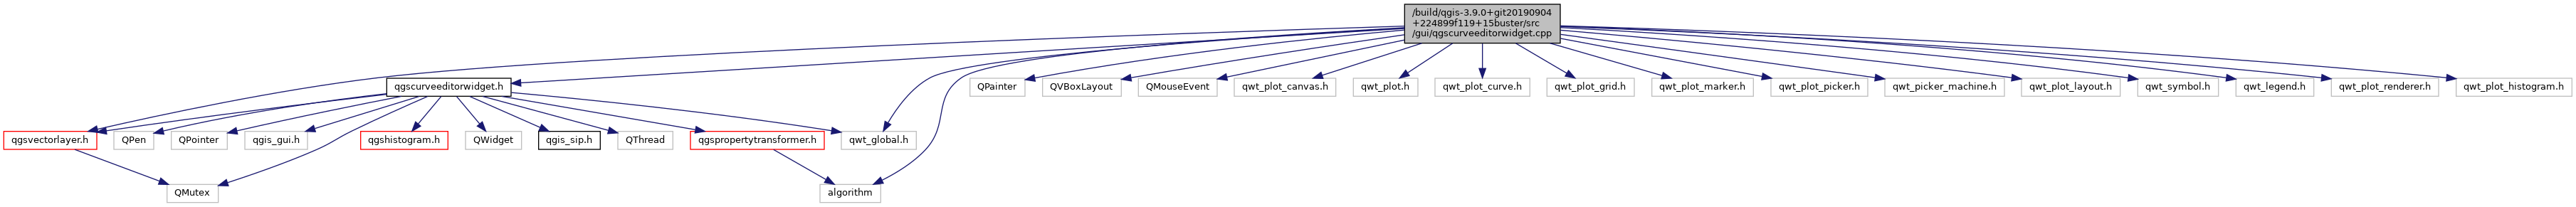 /build/qgis-3.9.0+git20190904
+224899f119+15buster/src
/gui/qgscurveeditorwidget.cpp
qgscurveeditorwidget.h
QPainter
QVBoxLayout
QMouseEvent
qwt_plot_canvas.h
qwt_plot.h
qwt_plot_curve.h
qwt_plot_grid.h
qwt_plot_marker.h
qwt_plot_picker.h
qwt_picker_machine.h
qwt_plot_layout.h
qwt_symbol.h
qwt_legend.h
qwt_plot_renderer.h
qwt_plot_histogram.h
qgsvectorlayer.h
QPen
QPointer
qgis_gui.h
qgshistogram.h
QWidget
qgis_sip.h
QThread
qgspropertytransformer.h
qwt_global.h
QMutex
algorithm